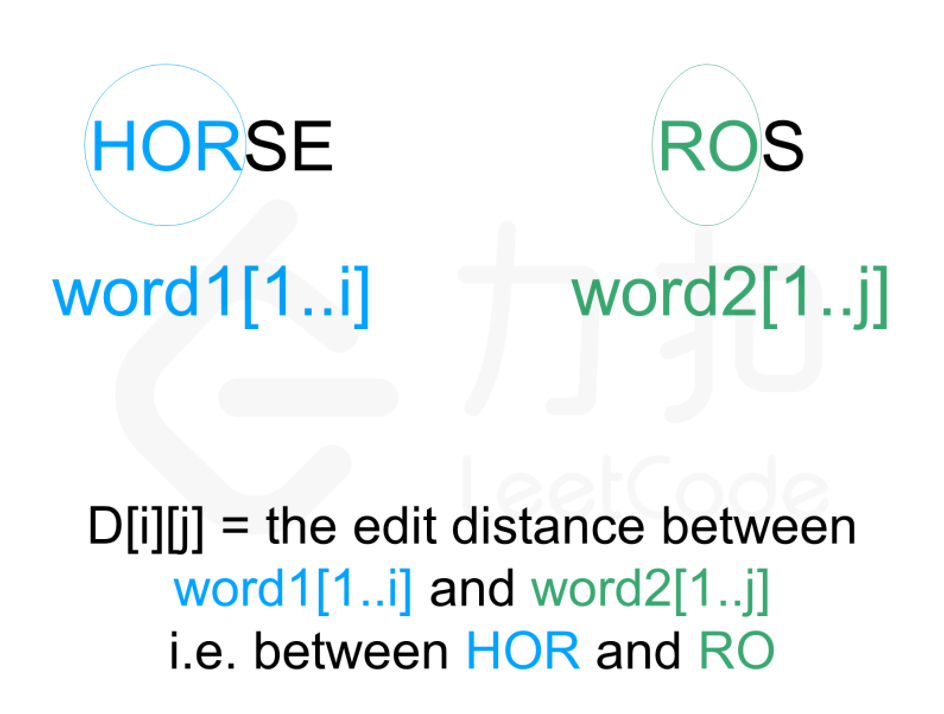 HORSE ROS
word1[1..i] word2[1..j]
力扣
LeetCode
D[i][j] = the edit distance between
word1[1..i] and word2[1..j]
i.e. between HOR and RO